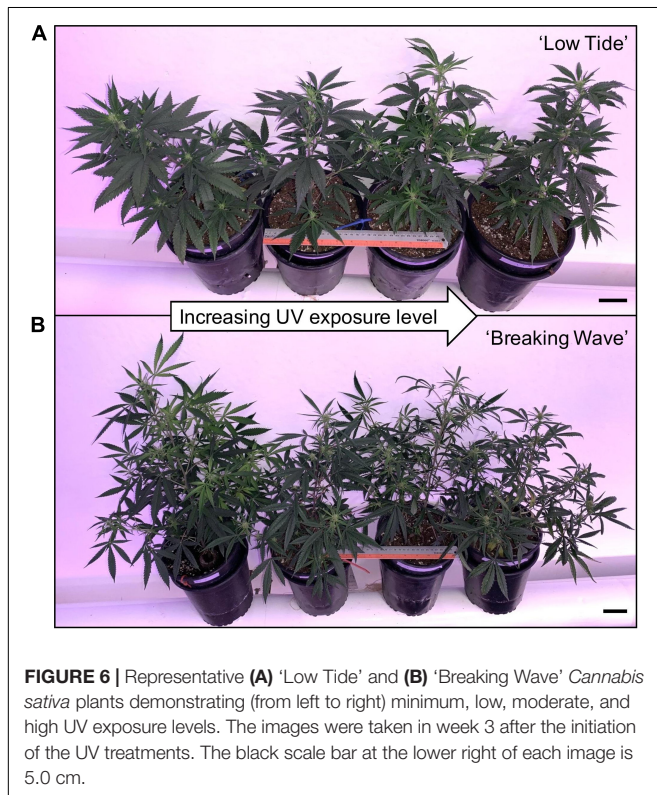 A
'Low Tide'
Increasing UV exposure level
B
'Breaking Wave'
FIGURE 6 | Representative (A) 'Low Tide' and (B) 'Breaking Wave' Cannabis
sativa plants demonstrating (from left to right) minimum, low, moderate, and
high UV exposure levels. The images were taken in week 3 after the initiation
of the UV treatments. The black scale bar at the lower right of each image is
5.0 cm.